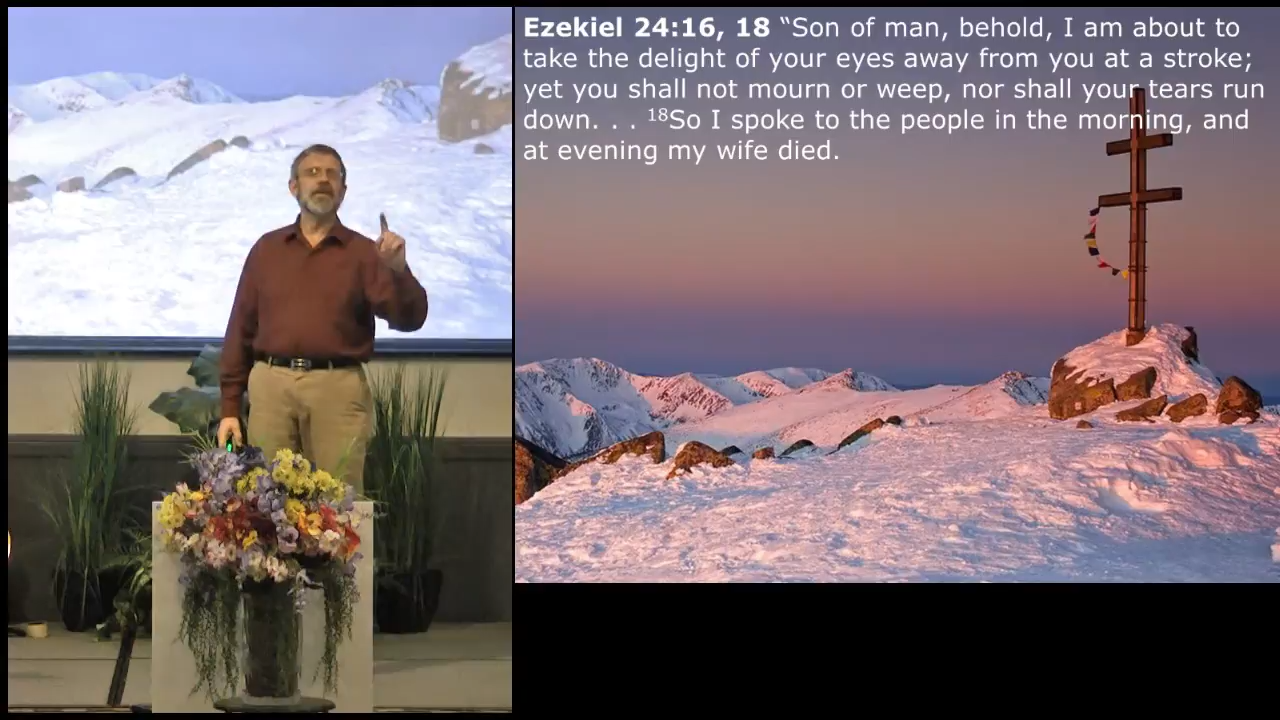 Ezekiel 24:16, 18 “Son of man, behold, I am about to
take the delight of your eyes away from you at a stroke;
yet you shall not mourn or weep, nor shall your tears run
down. . . ¹⁸So I spoke to the people in the morning, and
at evening my wife died.